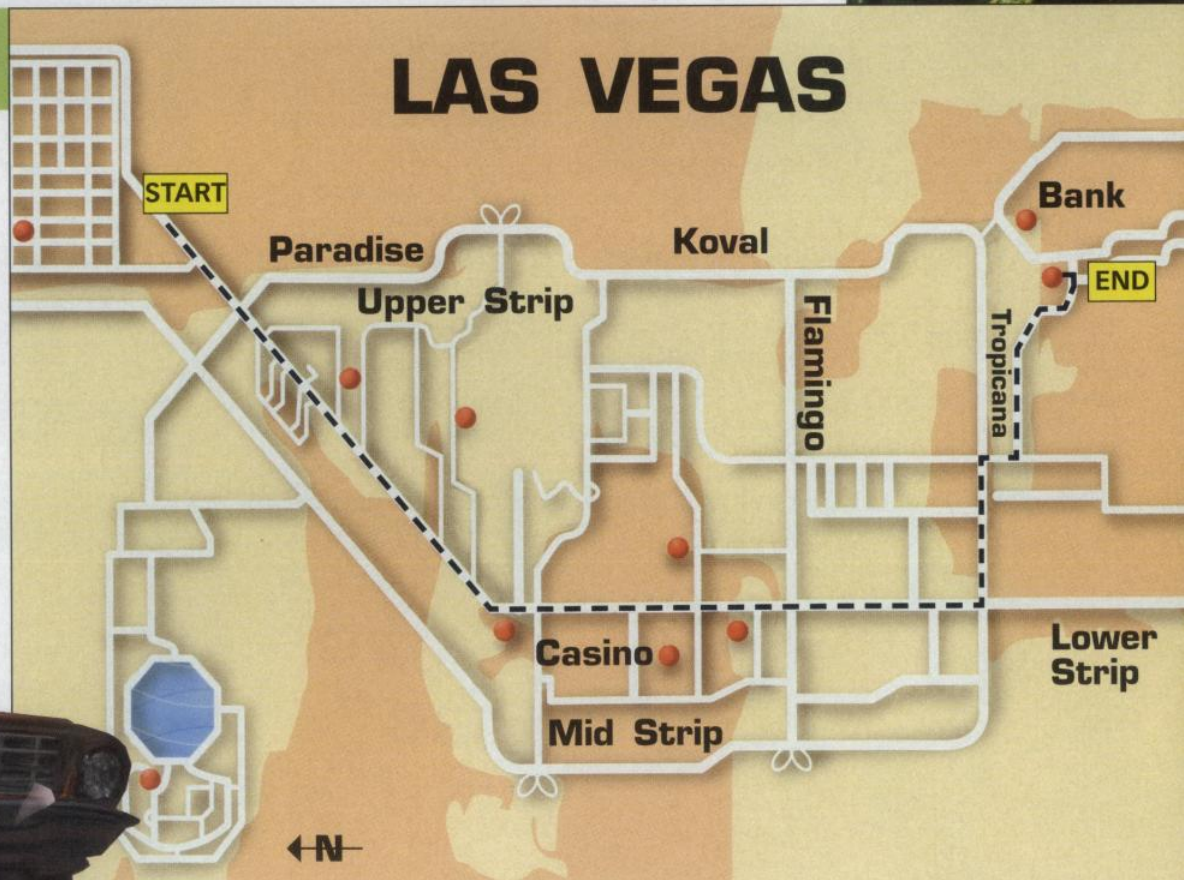 LAS VEGAS
START
Bank
Paradise
Koval
END
Upper Strip
Flamingo
Tropicana
Casino
Lower
Strip
Mid Strip
N